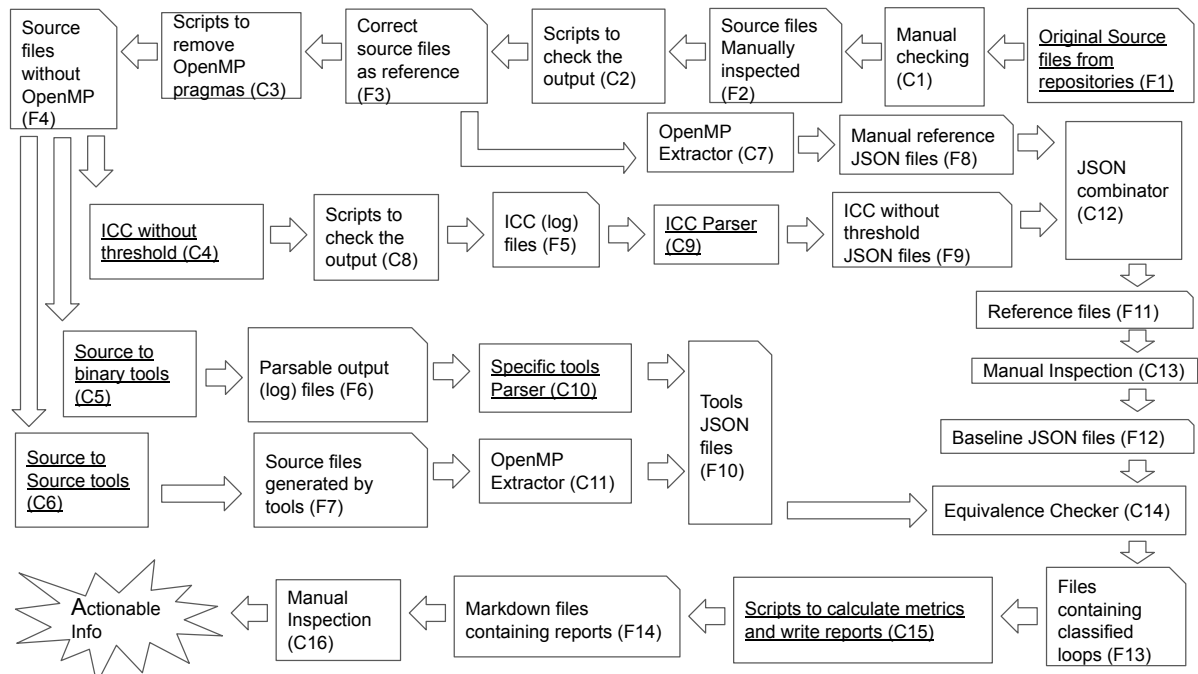 Source
files
without
OpenMP
(F4)
Scripts to
remove
OpenMP
pragmas (C3)
Correct
source files
as reference
(F3)
Scripts to
check the
output (C2)
Source files
Manually
inspected
(F2)
Manual
checking
(C1)
Original Source
files from
repositories (F1)
OpenMP
Extractor (C7)
Manual reference
JSON files (F8)
JSON
combinator
(C12)
ICC without
threshold (C4)
Scripts to
check the
output (C8)
ICC (log)
files (F5)
ICC Parser
(C9)
ICC without
threshold
JSON files (F9)
Reference files (F11)
Manual Inspection (C13)
Baseline JSON files (F12)
Source to
binary tools
(C5)
Parsable output
(log) files (F6)
Specific tools
Parser (C10)
Tools
JSON
files
(F10)
Source to
Source tools
(C6)
Source files
generated by
tools (F7)
OpenMP
Extractor (C11)
Equivalence Checker (C14)
Actionable
Info
Manual
Inspection
(C16)
Markdown files
containing reports (F14)
Scripts to calculate metrics
and write reports (C15)
Files
containing
classified
loops (F13)